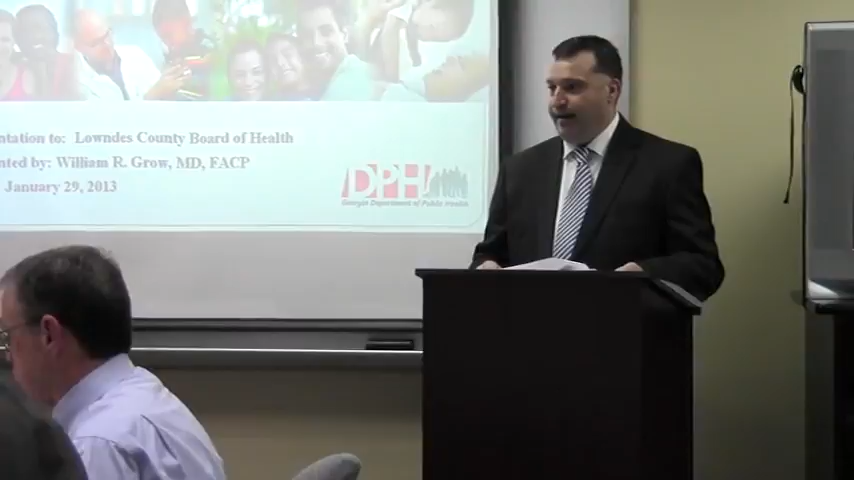 ntation to: Lowndes County Board of Health
nted by: William R. Grow, MD, FACP
January 29, 2013
DPH
Georgia Department of Public Health